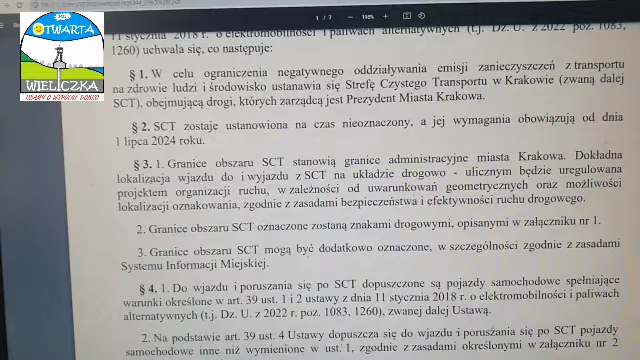 1 / 7
OTWARTA
WIELICZKA
DBAMY O WSPÓLNE DOBRO
11 stycznia 2018 r. o elektromobilności i paliwach alternatywnych (t.j. Dz. U. z 2022 poz. 1083,
1260) uchwala się, co następuje:
§ 1. W celu ograniczenia negatywnego oddziaływania emisji zanieczyszczeń z transportu
na zdrowie ludzi i środowisko ustanawia się Strefę Czystego Transportu w Krakowie (zwaną dalej
SCT), obejmującą drogi, których zarządcą jest Prezydent Miasta Krakowa.
§ 2. SCT zostaje ustanowiona na czas nieoznaczony, a jej wymagania obowiązują od dnia
1 lipca 2024 roku.
§ 3. 1. Granice obszaru SCT stanowią granice administracyjne miasta Krakowa. Dokładna
lokalizacja wjazdu do i wyjazdu z SCT na układzie drogowo - ulicznym będzie uregulowana
projektem organizacji ruchu, w zależności od uwarunkowań geometrycznych oraz możliwości
lokalizacji oznakowania, zgodnie z zasadami bezpieczeństwa i efektywności ruchu drogowego.
2. Granice obszaru SCT oznaczone zostaną znakami drogowymi, opisanymi w załączniku nr 1.
3. Granice obszaru SCT mogą być dodatkowo oznaczone, w szczególności zgodnie z zasadami
Systemu Informacji Miejskiej.
§ 4. 1. Do wjazdu i poruszania się po SCT dopuszczone są pojazdy samochodowe spełniające
warunki określone w art. 39 ust. 1 i 2 ustawy z dnia 11 stycznia 2018 r. o elektromobilności i paliwach
alternatywnych (t.j. Dz. U. z 2022 r. poz. 1083, 1260), zwanej dalej Ustawą.
2. Na podstawie art. 39 ust. 4 Ustawy dopuszcza się do wjazdu i poruszania się po SCT pojazdy
samochodowe inne niż wymienione w ust. 1, zgodnie z zasadami określonymi w załączniku nr 2